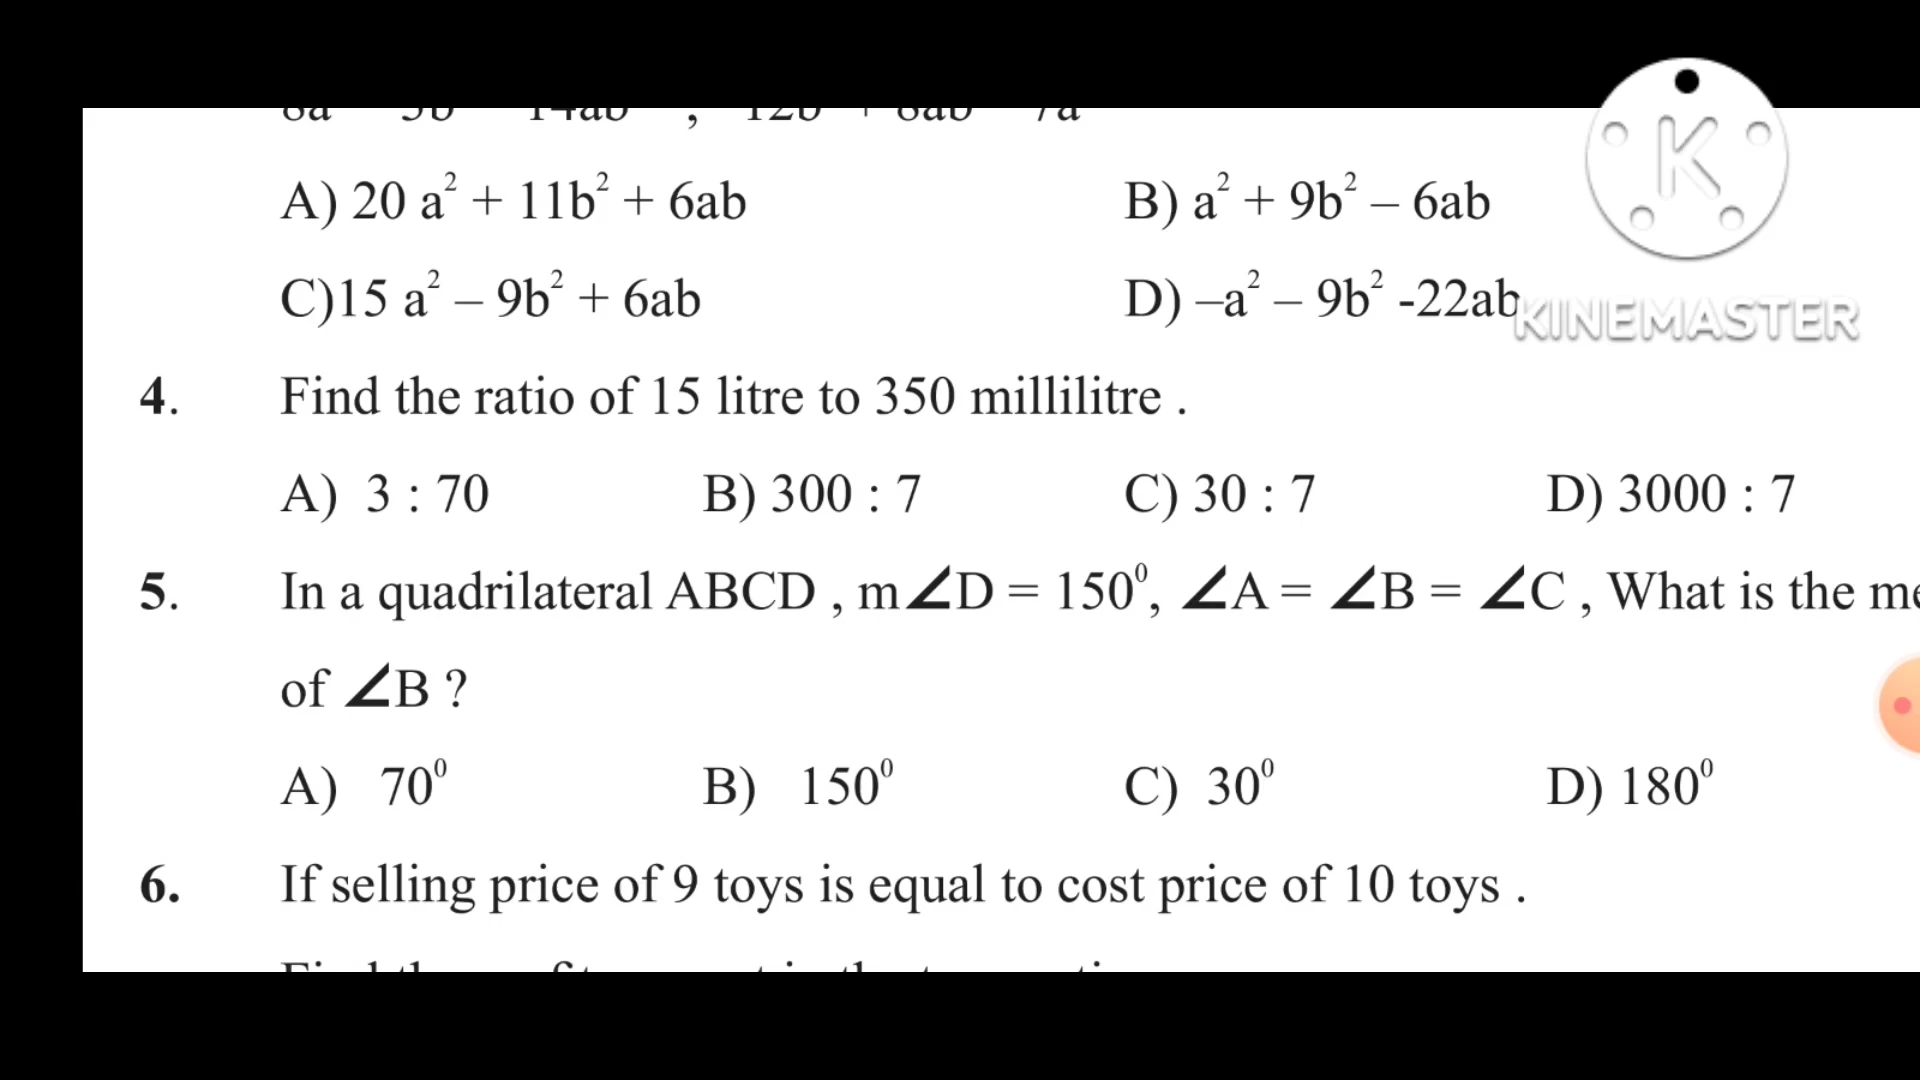 A) 20 a² + 11b² + 6ab B) a² + 9b² – 6ab
C)15 a² – 9b² + 6ab D) –a² – 9b² -22ab
KINEMASTER
4. Find the ratio of 15 litre to 350 millilitre .
A) 3 : 70 B) 300 : 7 C) 30 : 7 D) 3000 : 7
5. In a quadrilateral ABCD , m∠D = 150⁰, ∠A = ∠B = ∠C , What is the
of ∠B ?
A) 70⁰ B) 150⁰ C) 30⁰ D) 180⁰
6. If selling price of 9 toys is equal to cost price of 10 toys .